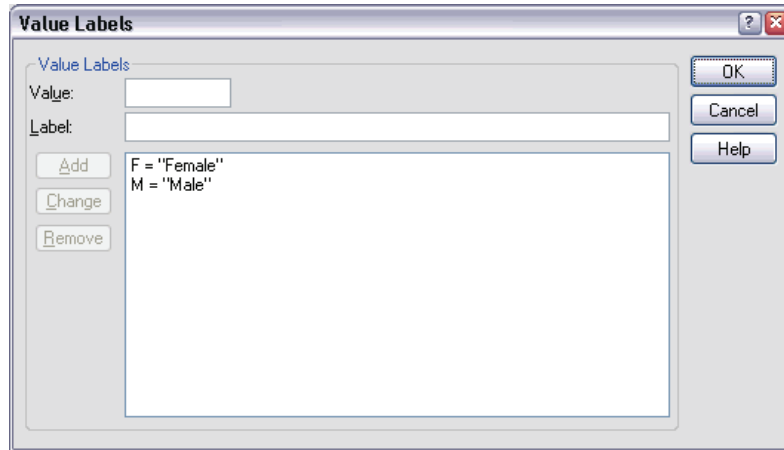 Value Labels
Value Labels
Value:
Label:
Add
Change
Remove
F = "Female"
M = "Male"
OK
Cancel
Help